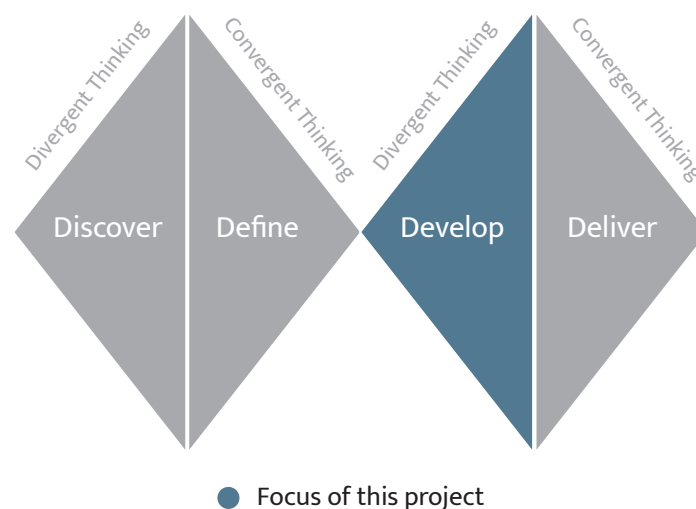 Divergent Thinking
Convergent Thinking
Divergent Thinking
Convergent Thinking
Discover
Define
Develop
Deliver
Focus of this project